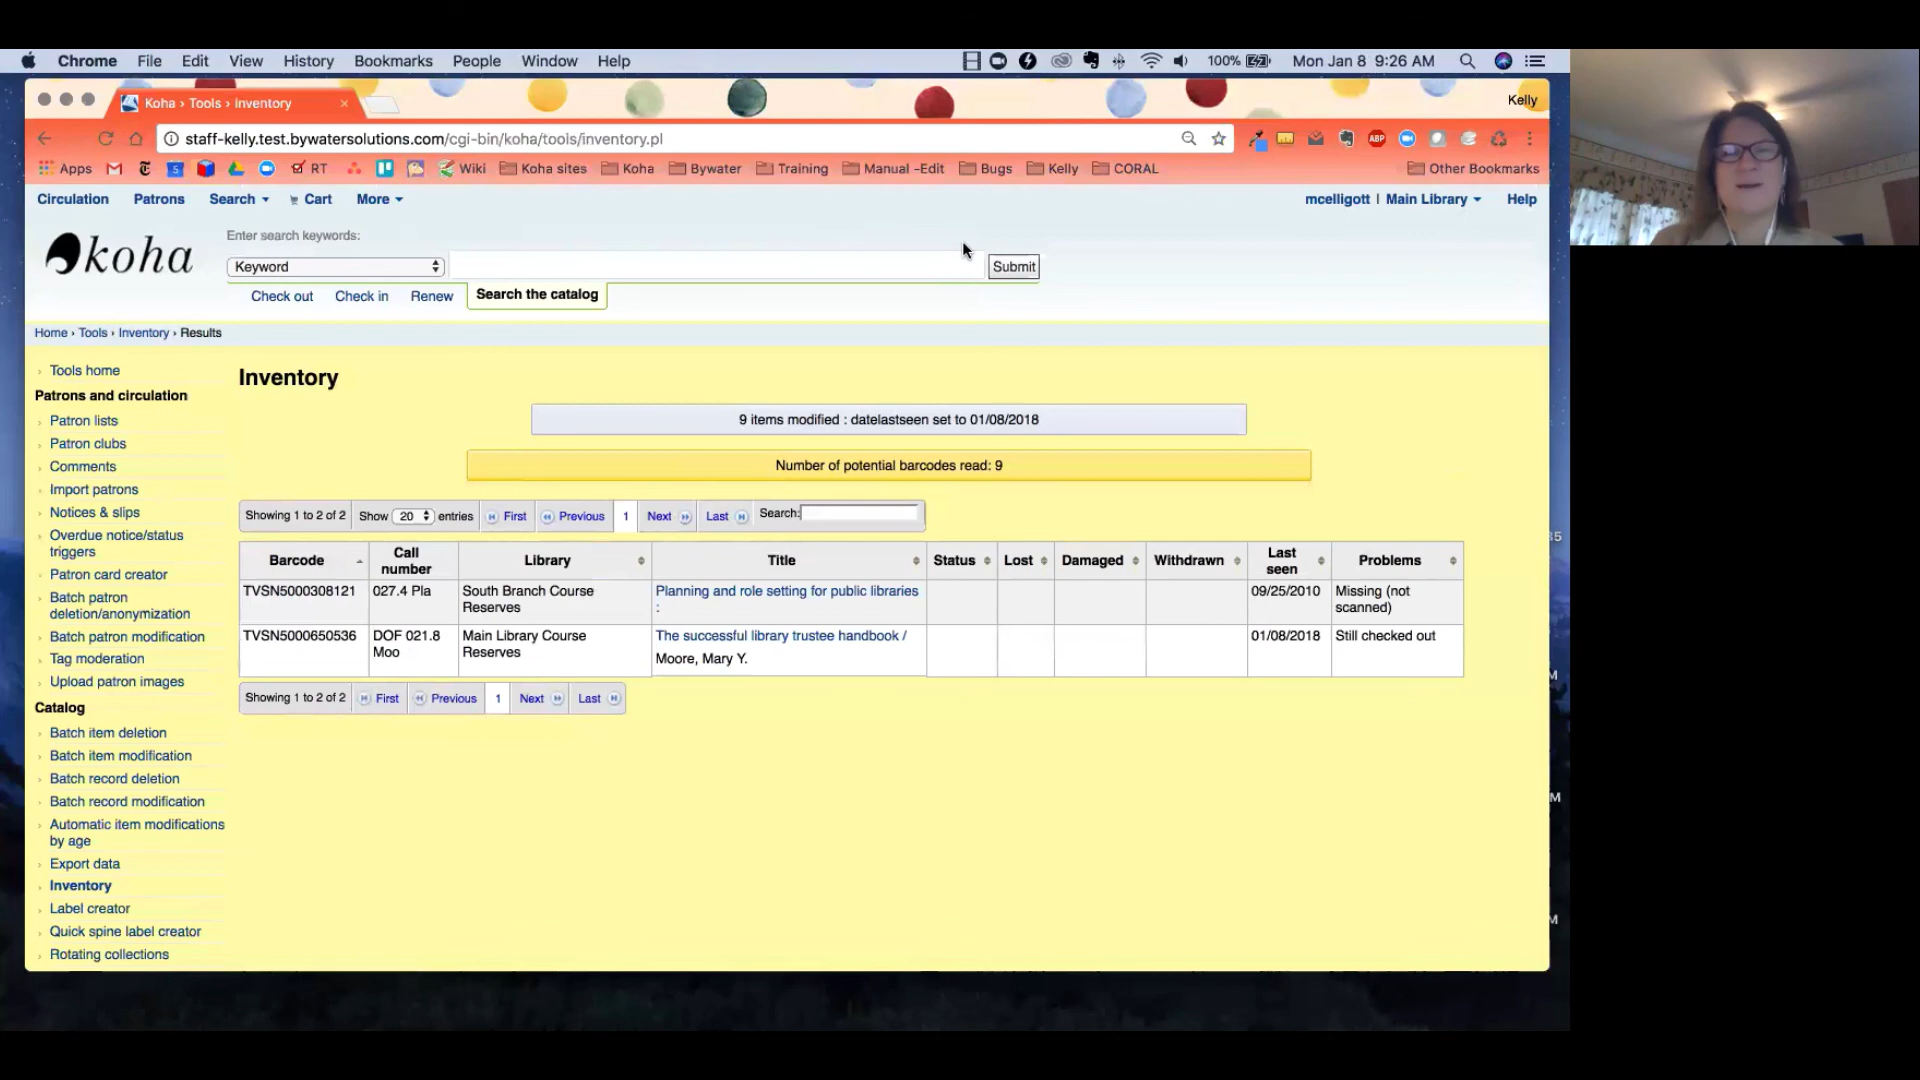 Chrome File Edit View History Bookmarks People Window Help 100% Mon Jan 8 9:26 AM
Koha › Tools › Inventory × Kelly
staff-kelly.test.bywatersolutions.com/cgi-bin/koha/tools/inventory.pl ABP
Apps 5 RT Wiki Koha sites Koha Bywater Training Manual -Edit Bugs Kelly CORAL Other Bookmarks
Circulation Patrons Search Cart More mcelligott | Main Library Help
koha
Enter search keywords:
Keyword Submit
Check out Check in Renew Search the catalog
Home › Tools › Inventory › Results
Tools home
Patrons and circulation
Patron lists
Patron clubs
Comments
Import patrons
Notices & slips
Overdue notice/status
triggers
Patron card creator
Batch patron
deletion/anonymization
Batch patron modification
Tag moderation
Upload patron images
Catalog
Batch item deletion
Batch item modification
Batch record deletion
Batch record modification
Automatic item modifications
by age
Export data
Inventory
Label creator
Quick spine label creator
Rotating collections
Inventory
9 items modified : datelastseen set to 01/08/2018
Number of potential barcodes read: 9
Showing 1 to 2 of 2 Show 20 entries First Previous 1 Next Last Search:
Barcode Call number Library Title Status Lost Damaged Withdrawn Last seen Problems
TVSN5000308121 027.4 Pla South Branch Course Reserves Planning and role setting for public libraries : 09/25/2010 Missing (not scanned)
TVSN5000650536 DOF 021.8 Moo Main Library Course Reserves The successful library trustee handbook / Moore, Mary Y. 01/08/2018 Still checked out
Showing 1 to 2 of 2 First Previous 1 Next Last